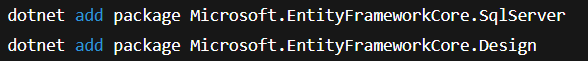 dotnet add package Microsoft.EntityFrameworkCore.SqlServer
dotnet add package Microsoft.EntityFrameworkCore.Design